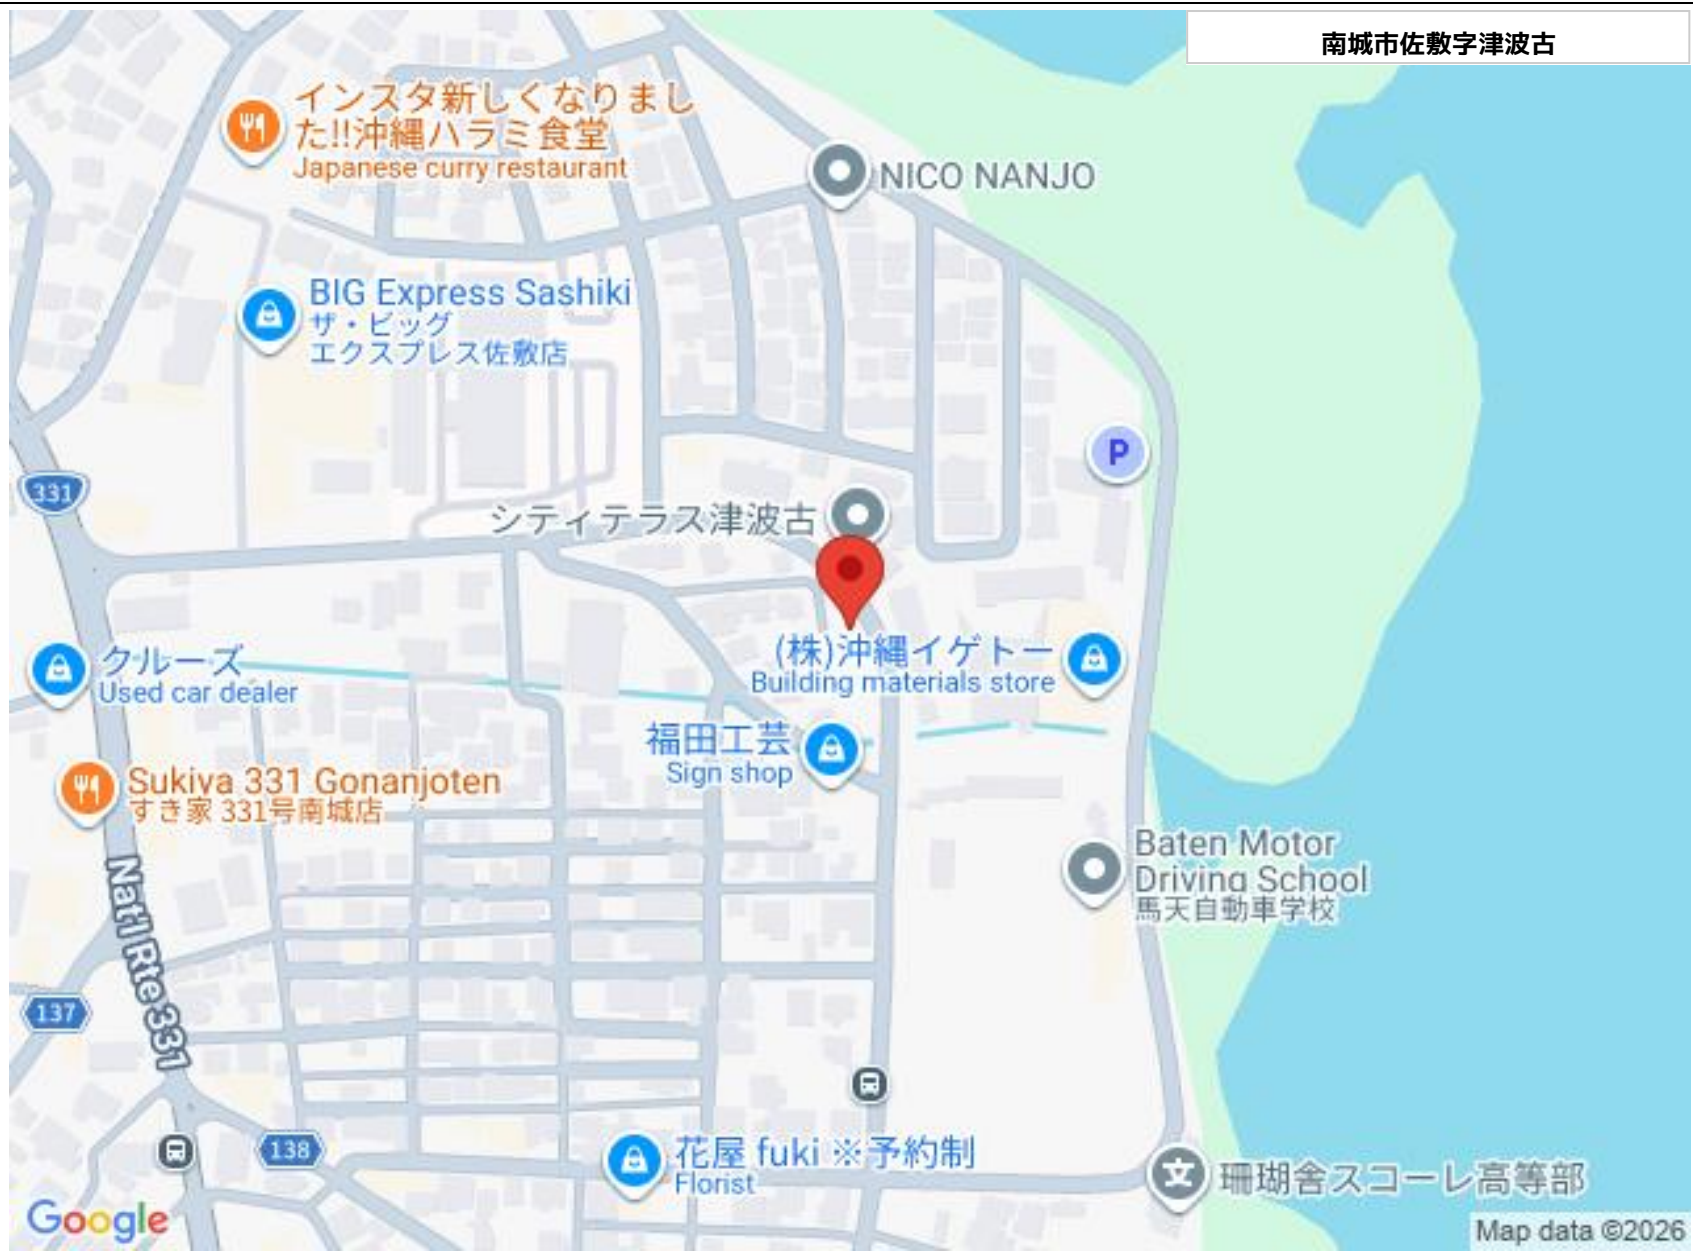 南城市佐敷字津波古
インスタ新しくなりまし
た!!沖縄ハラミ食堂
Japanese curry restaurant
NICO NANJO
BIG Express Sashiki
ザ・ビッグ
エクスプレス佐敷店
P
331
シティテラス津波古
(株)沖縄イゲトー
Building materials store
クルーズ
Used car dealer
福田工芸
Sign shop
Sukiya 331 Gonanjoten
すき家 331号南城店
Baten Motor
Driving School
馬天自動車学校
Nat'l Rte 331
137
138
花屋 fuki ※予約制
Florist
文
珊瑚舎スコーレ高等部
Google
Map data ©2026